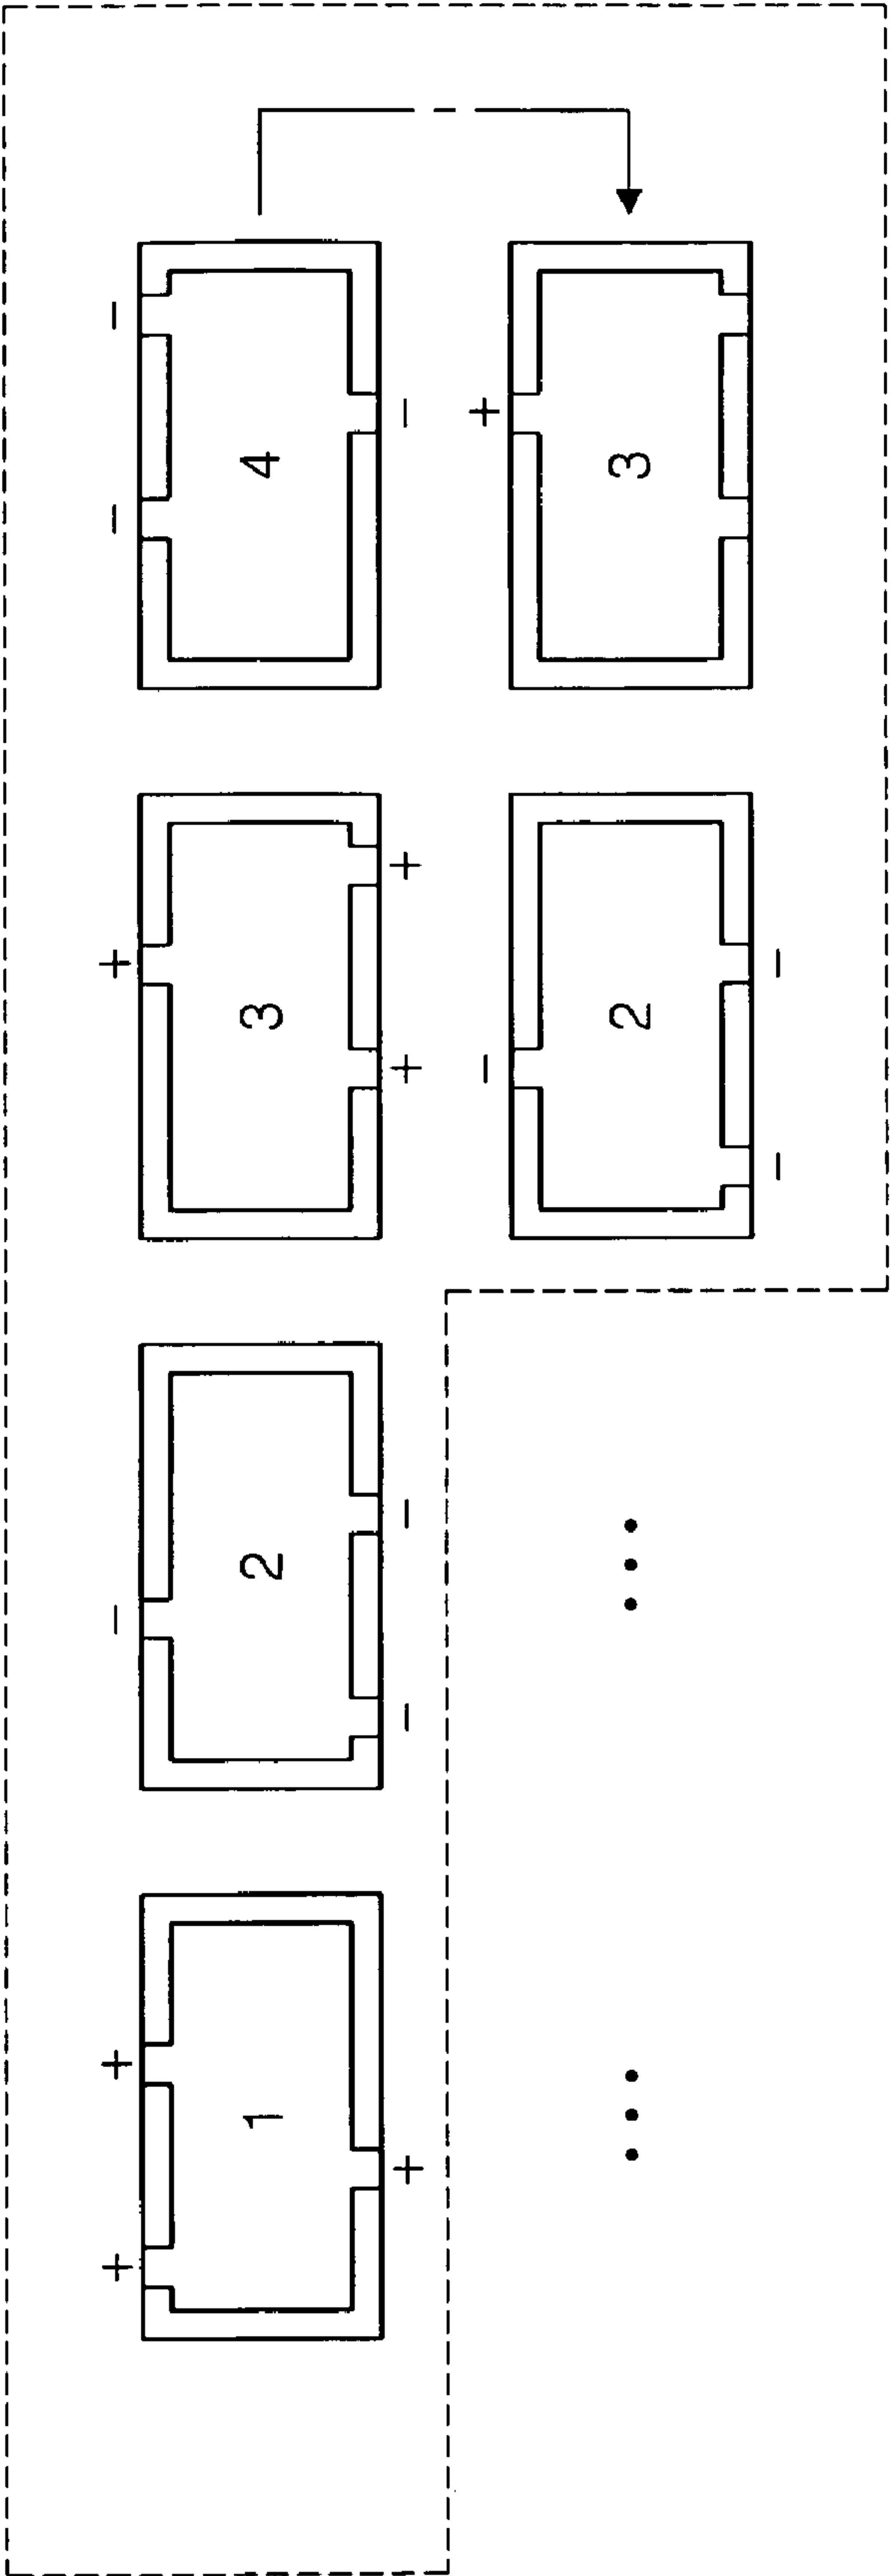 + + − + − −
1 2 3 4
+ − − + + −
− +
... ... 2 3
− −